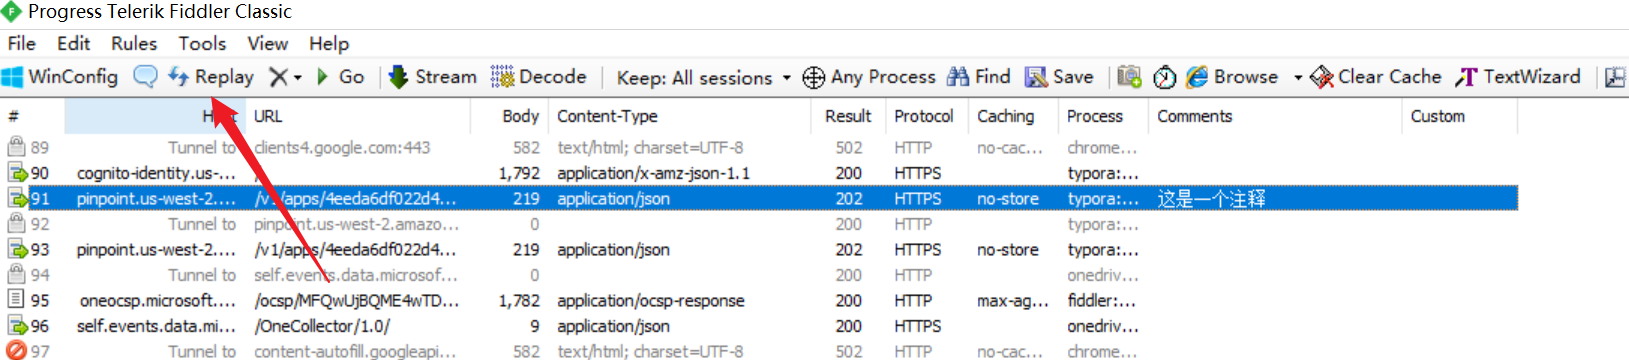 Progress Telerik Fiddler Classic
File Edit Rules Tools View Help
WinConfig Replay Go Stream Decode Keep: All sessions Any Process Find Save Browse Clear Cache TextWizard
# URL Body Content-Type Result Protocol Caching Process Comments Custom
89 Tunnel to clients4.google.com:443 582 text/html; charset=UTF-8 502 HTTP no-cac... chrome...
90 cognito-identity.us-... / 1,792 application/x-amz-json-1.1 200 HTTPS typora:...
91 pinpoint.us-west-2.... /v1/apps/4eeda6df022d4... 219 application/json 202 HTTPS no-store typora:... 这是一个注释
92 Tunnel to pinpoint.us-west-2.amazo... 0 200 HTTP typora:...
93 pinpoint.us-west-2.... /v1/apps/4eeda6df022d4... 219 application/json 202 HTTPS no-store typora:...
94 Tunnel to self.events.data.microsof... 0 200 HTTP onedriv...
95 oneocsp.microsoft.... /ocsp/MFQwUjBQME4wTD... 1,782 application/ocsp-response 200 HTTP max-ag... fiddler:...
96 self.events.data.mi... /OneCollector/1.0/ 9 application/json 200 HTTPS onedriv...
97 Tunnel to content-autofill.googleapi... 582 text/html; charset=UTF-8 502 HTTP no-cac... chrome...